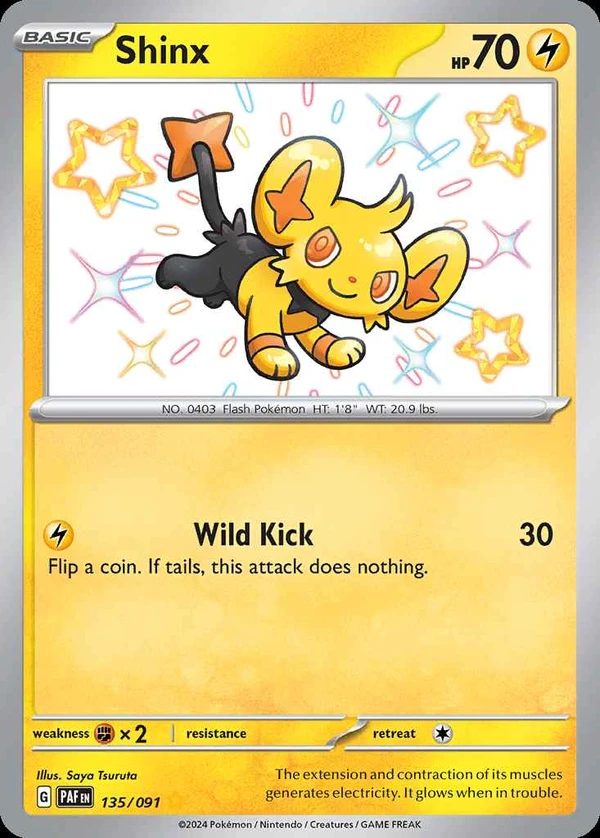 BASIC
Shinx
HP 70
NO. 0403 Flash Pokémon HT: 1'8" WT: 20.9 lbs.
Wild Kick 30
Flip a coin. If tails, this attack does nothing.
weakness ×2 resistance retreat
Illus. Saya Tsuruta
The extension and contraction of its muscles
generates electricity. It glows when in trouble.
G PAF EN 135/091
©2024 Pokémon / Nintendo / Creatures / GAME FREAK